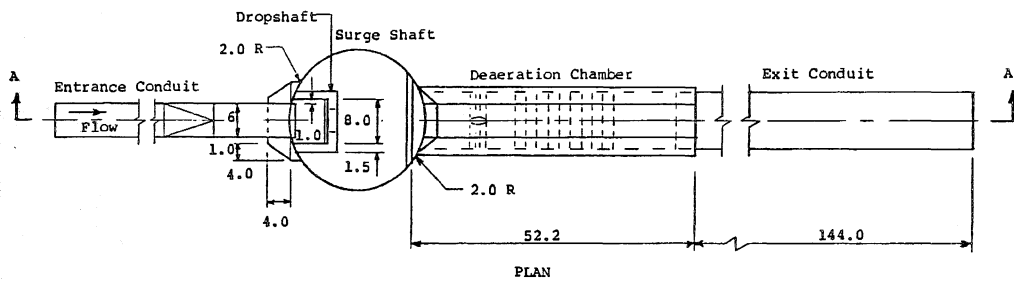 Dropshaft
Surge Shaft
2.0 R
A
Entrance Conduit
Deaeration Chamber
Exit Conduit
A
Flow
6
1.0
8.0
1.0
4.0
1.5
2.0 R
4.0
52.2
144.0
PLAN